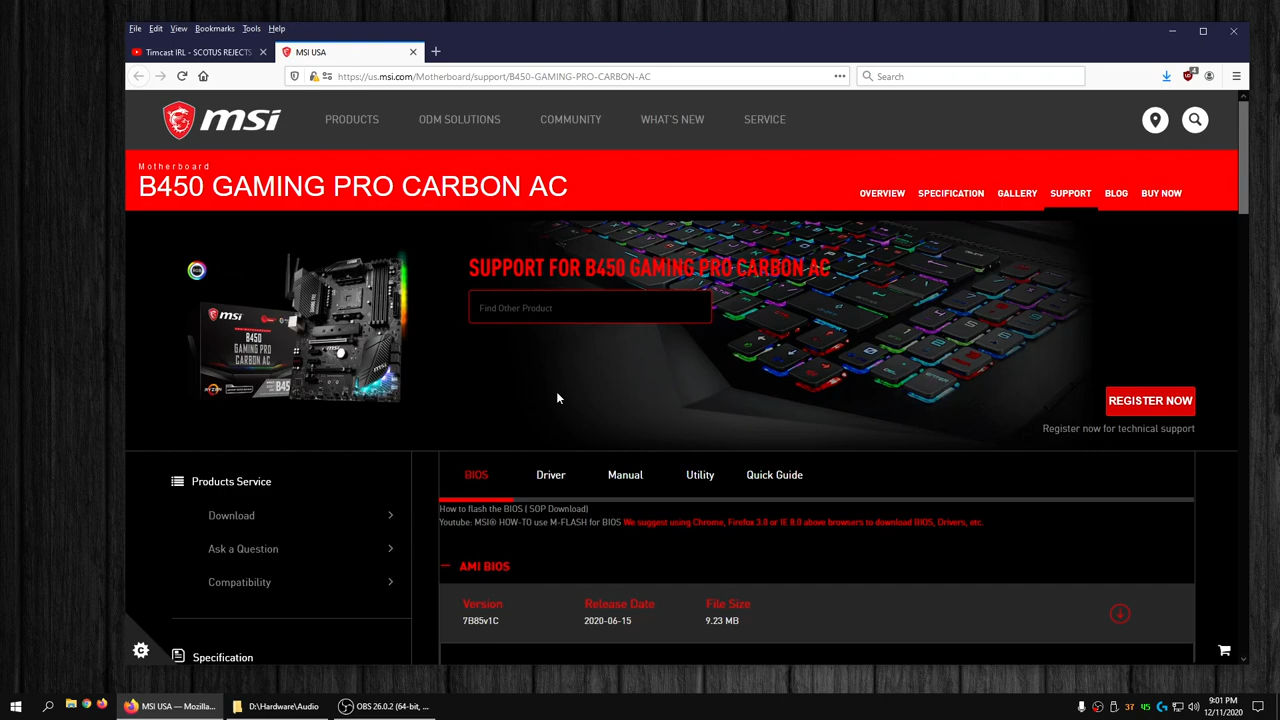 File Edit View Bookmarks Tools Help
Timcast IRL - SCOTUS REJECTS
MSI USA
https://us.msi.com/Motherboard/support/B450-GAMING-PRO-CARBON-AC
Search
4
msi
PRODUCTS ODM SOLUTIONS COMMUNITY WHAT'S NEW SERVICE
Motherboard
B450 GAMING PRO CARBON AC
OVERVIEW SPECIFICATION GALLERY SUPPORT BLOG BUY NOW
SUPPORT FOR B450 GAMING PRO CARBON AC
Find Other Product
msi
B450
GAMING PRO
CARBON AC
RYZEN
REGISTER NOW
Register now for technical support
Products Service
Download
Ask a Question
Compatibility
Specification
BIOS Driver Manual Utility Quick Guide
How to flash the BIOS ( SOP Download)
Youtube: MSI® HOW-TO use M-FLASH for BIOS We suggest using Chrome, Firefox 3.0 or IE 8.0 above browsers to download BIOS, Drivers, etc.
AMI BIOS
Version Release Date File Size
7B85v1C 2020-06-15 9.23 MB
MSI USA — Mozilla...
D:\Hardware\Audio
OBS 26.0.2 (64-bit, ...
37 45
9:01 PM
12/11/2020